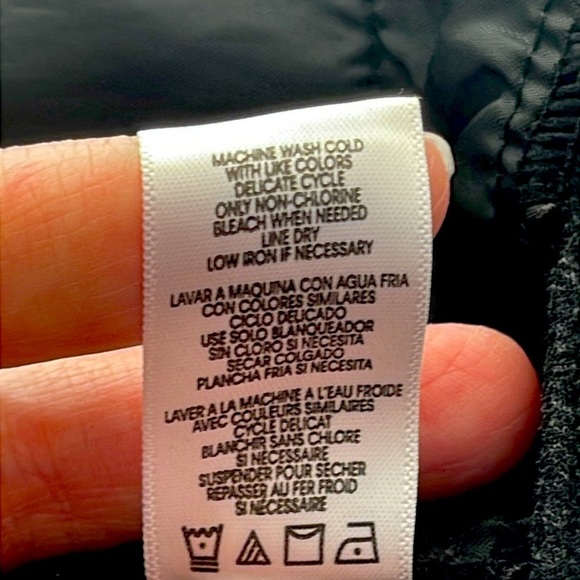 MACHINE WASH COLD
WITH LIKE COLORS
DELICATE CYCLE
ONLY NON-CHLORINE
BLEACH WHEN NEEDED
LINE DRY
LOW IRON IF NECESSARY
LAVAR A MAQUINA CON AGUA FRIA
CON COLORES SIMILARES
CICLO DELICADO
USE SOLO BLANQUEADOR
SIN CLORO SI NECESITA
SECAR COLGADO
PLANCHA FRIA SI NECESITA
LAVER A LA MACHINE A L'EAU FROIDE
AVEC COULEURS SIMILAIRES
CYCLE DELICAT
BLANCHIR SANS CHLORE
SI NECESSAIRE
SUSPENDER POUR SECHER
REPASSER AU FER FROID
SI NECESSAIRE